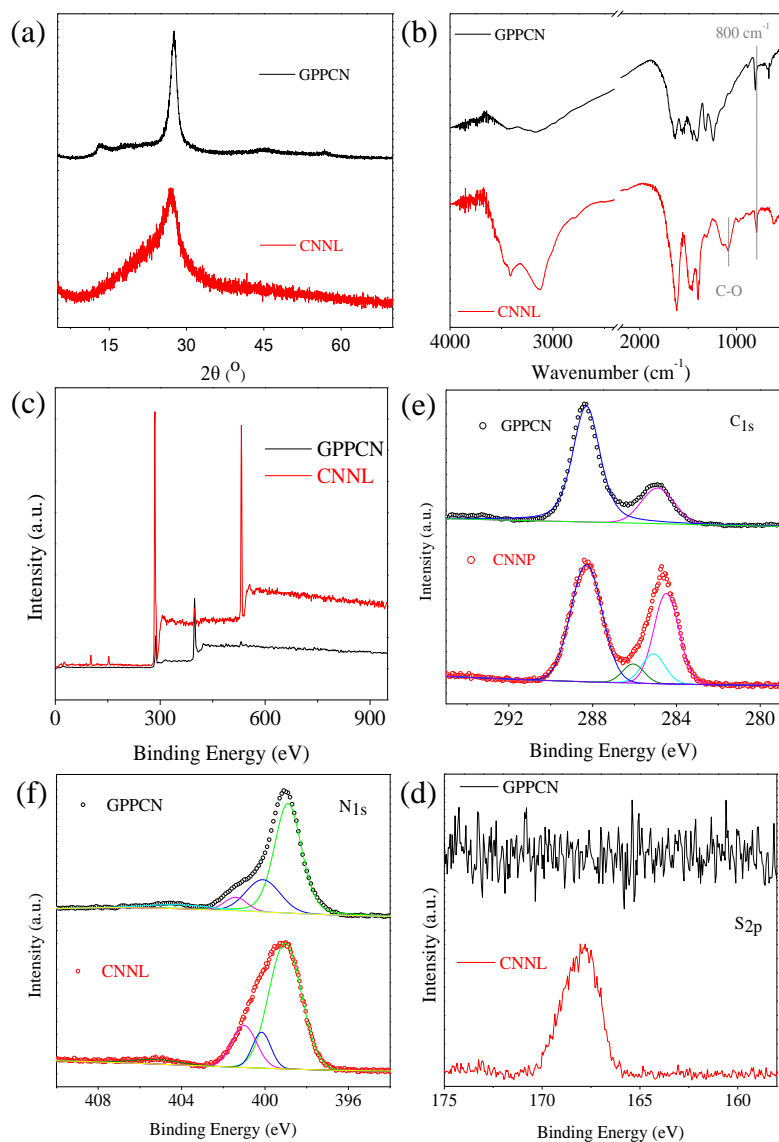 (a)
GPPCN
CNNL
15 30 45 60
2θ (°)
(b)
GPPCN
800 cm⁻¹
CNNL
C-O
4000 3000 2000 1000
Wavenumber (cm⁻¹)
(c)
GPPCN
CNNL
Intensity (a.u.)
0 300 600 900
Binding Energy (eV)
(e)
GPPCN
C1s
CNNP
Intensity (a.u.)
292 288 284 280
Binding Energy (eV)
(f)
GPPCN
N1s
CNNL
Intensity (a.u.)
408 404 400 396
Binding Energy (eV)
(d)
GPPCN
S2p
CNNL
Intensity (a.u.)
175 170 165 160
Binding Energy (eV)